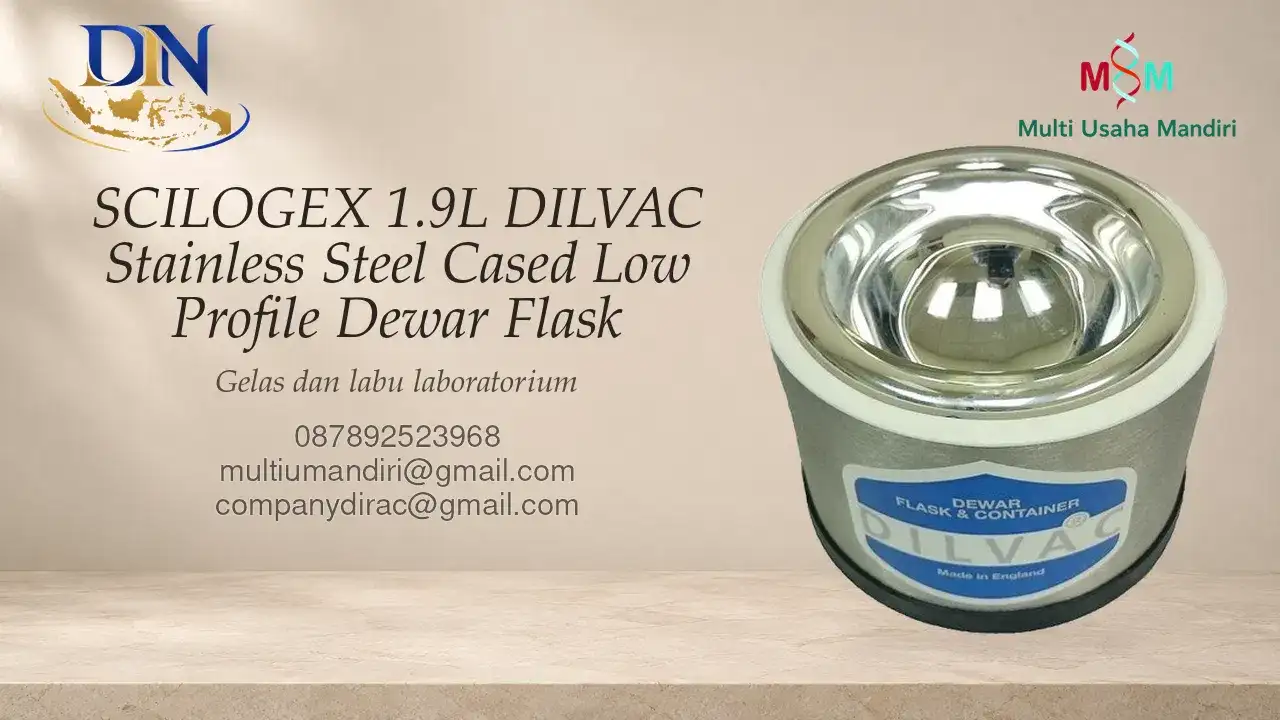 DN
MSM
Multi Usaha Mandiri
SCILOGEX 1.9L DILVAC
Stainless Steel Cased Low
Profile Dewar Flask
Gelas dan labu laboratorium
087892523968
multiumandiri@gmail.com
companydirac@gmail.com
DEWAR
FLASK & CONTAINER
DILVAC
Made in England